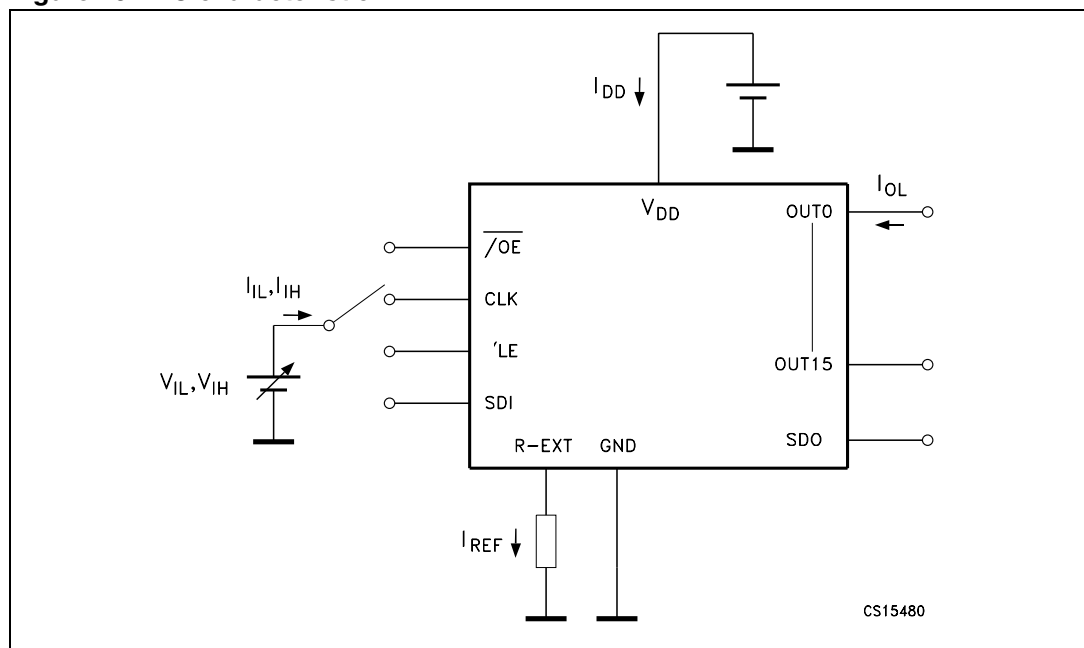 I_DD
V_DD
OUT0
I_OL
/OE
I_IL,I_IH
CLK
'LE
OUT15
V_IL,V_IH
SDI
SDO
R-EXT
GND
I_REF
CS15480